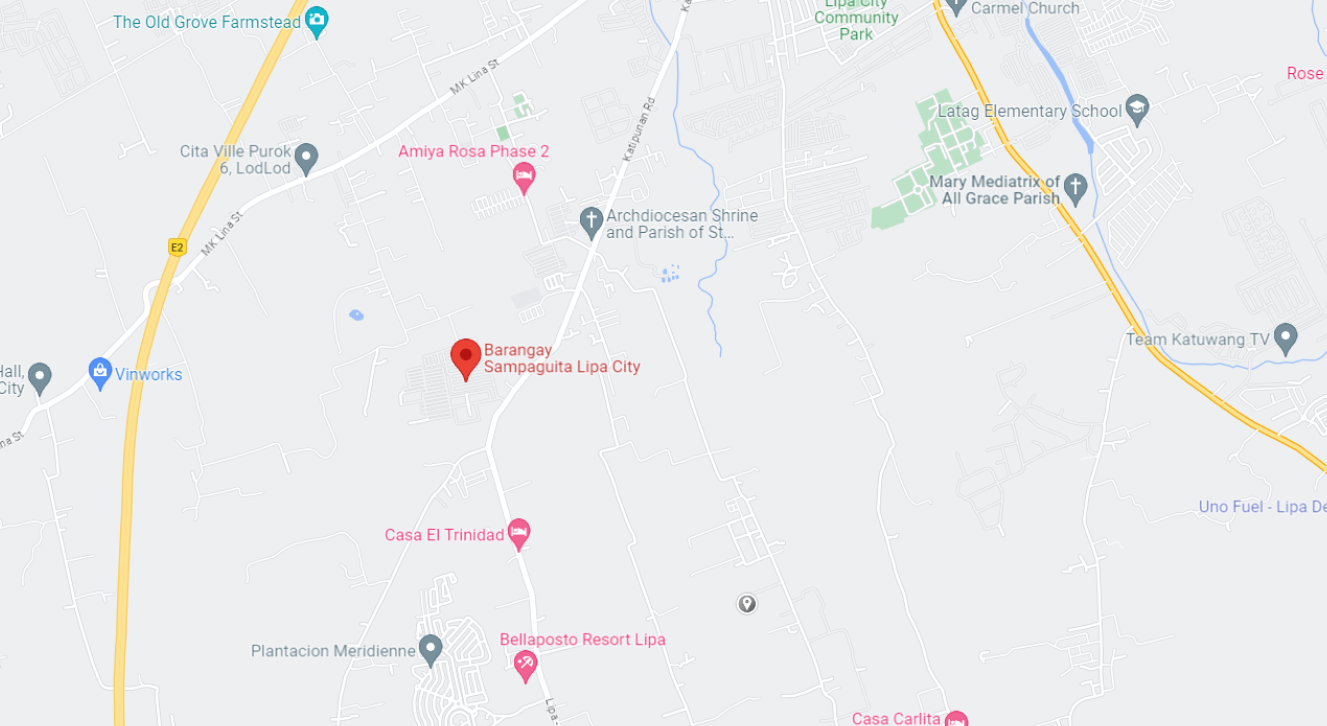 The Old Grove Farmstead
Lipa City
Community
Park
Carmel Church
MK Lina St
Rose
Katipunan Rd
Latag Elementary School
Cita Ville Purok
6, LodLod
Amiya Rosa Phase 2
Mary Mediatrix of
All Grace Parish
Archdiocesan Shrine
and Parish of St...
MK Lina St
E2
Team Katuwang TV
Barangay
Sampaguita Lipa City
Hall,
City
Vinworks
na St
Uno Fuel - Lipa De
Casa El Trinidad
Bellaposto Resort Lipa
Plantacion Meridienne
Lipa
Casa Carlita